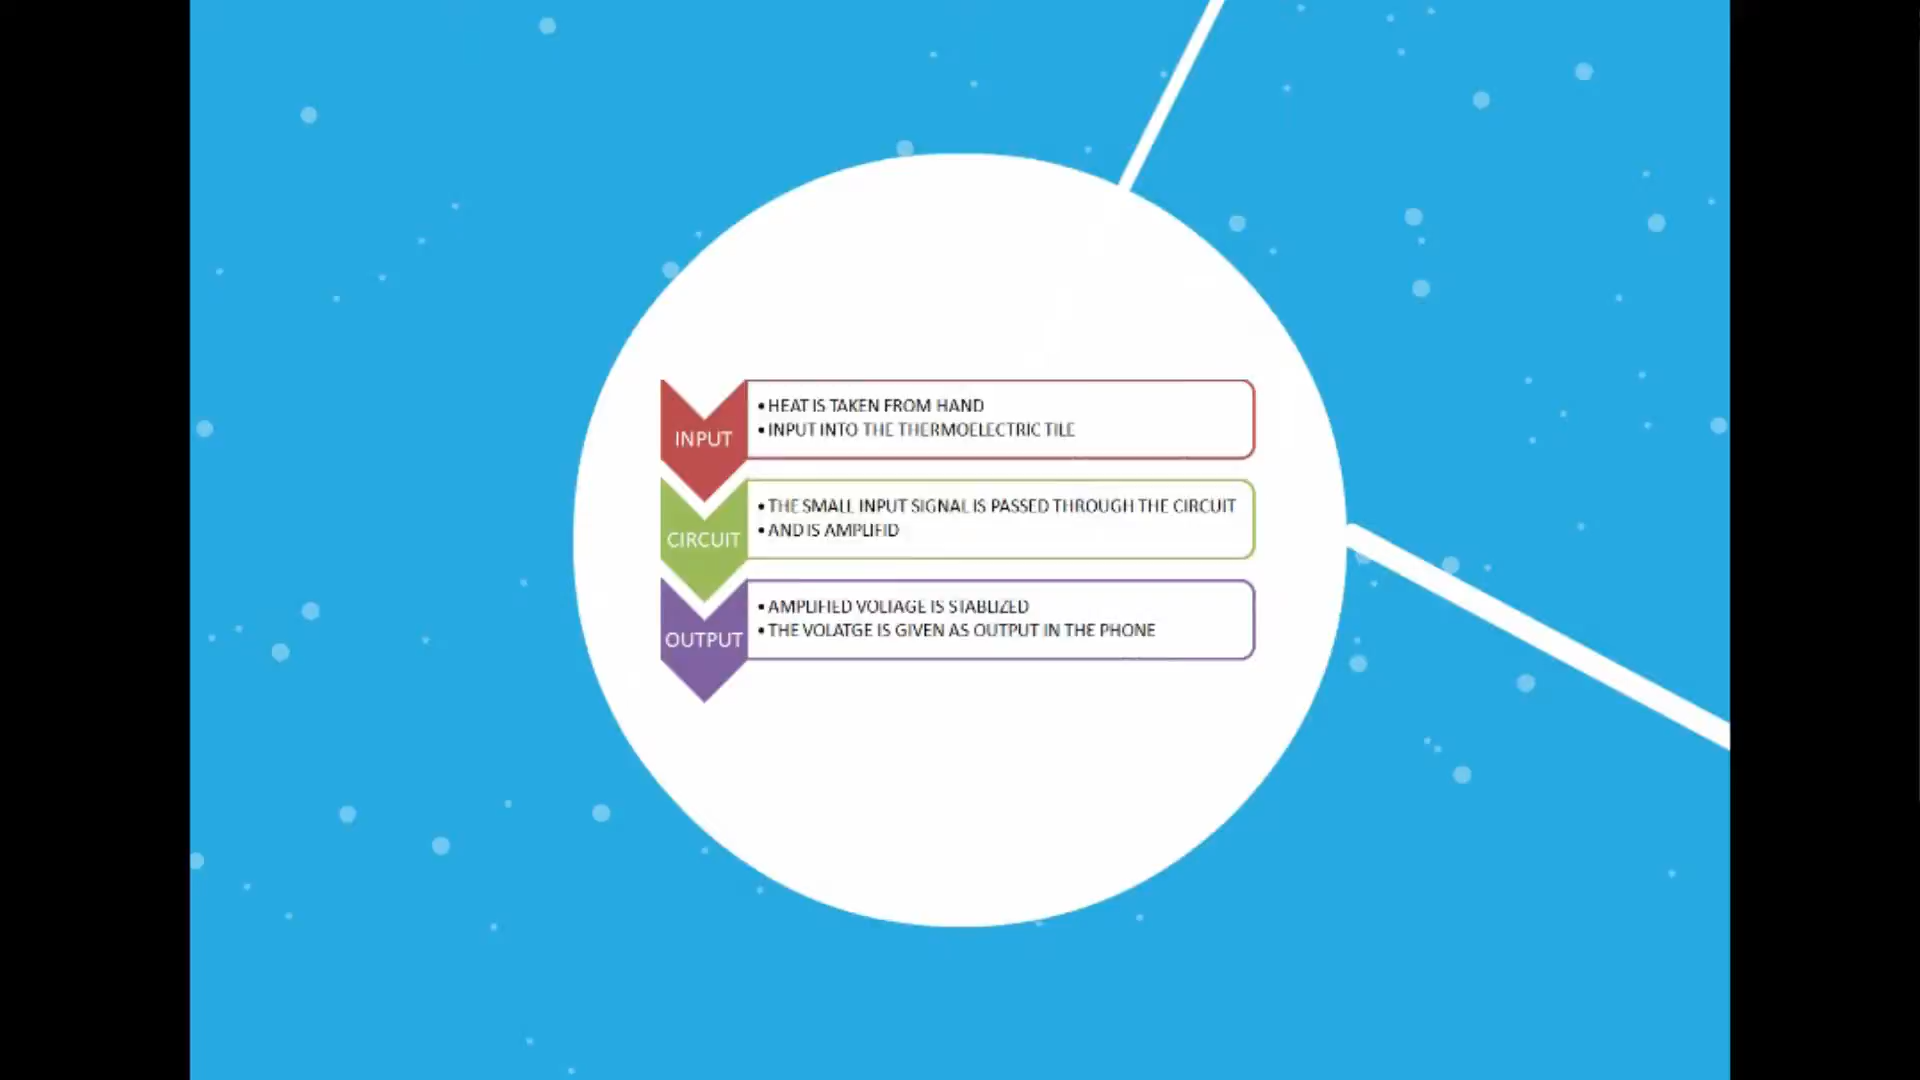 INPUT
• HEAT IS TAKEN FROM HAND
• INPUT INTO THE THERMOELECTRIC TILE
CIRCUIT
• THE SMALL INPUT SIGNAL IS PASSED THROUGH THE CIRCUIT
• AND IS AMPLIFID
OUTPUT
• AMPLIFIED VOLTAGE IS STABLIZED
• THE VOLATGE IS GIVEN AS OUTPUT IN THE PHONE